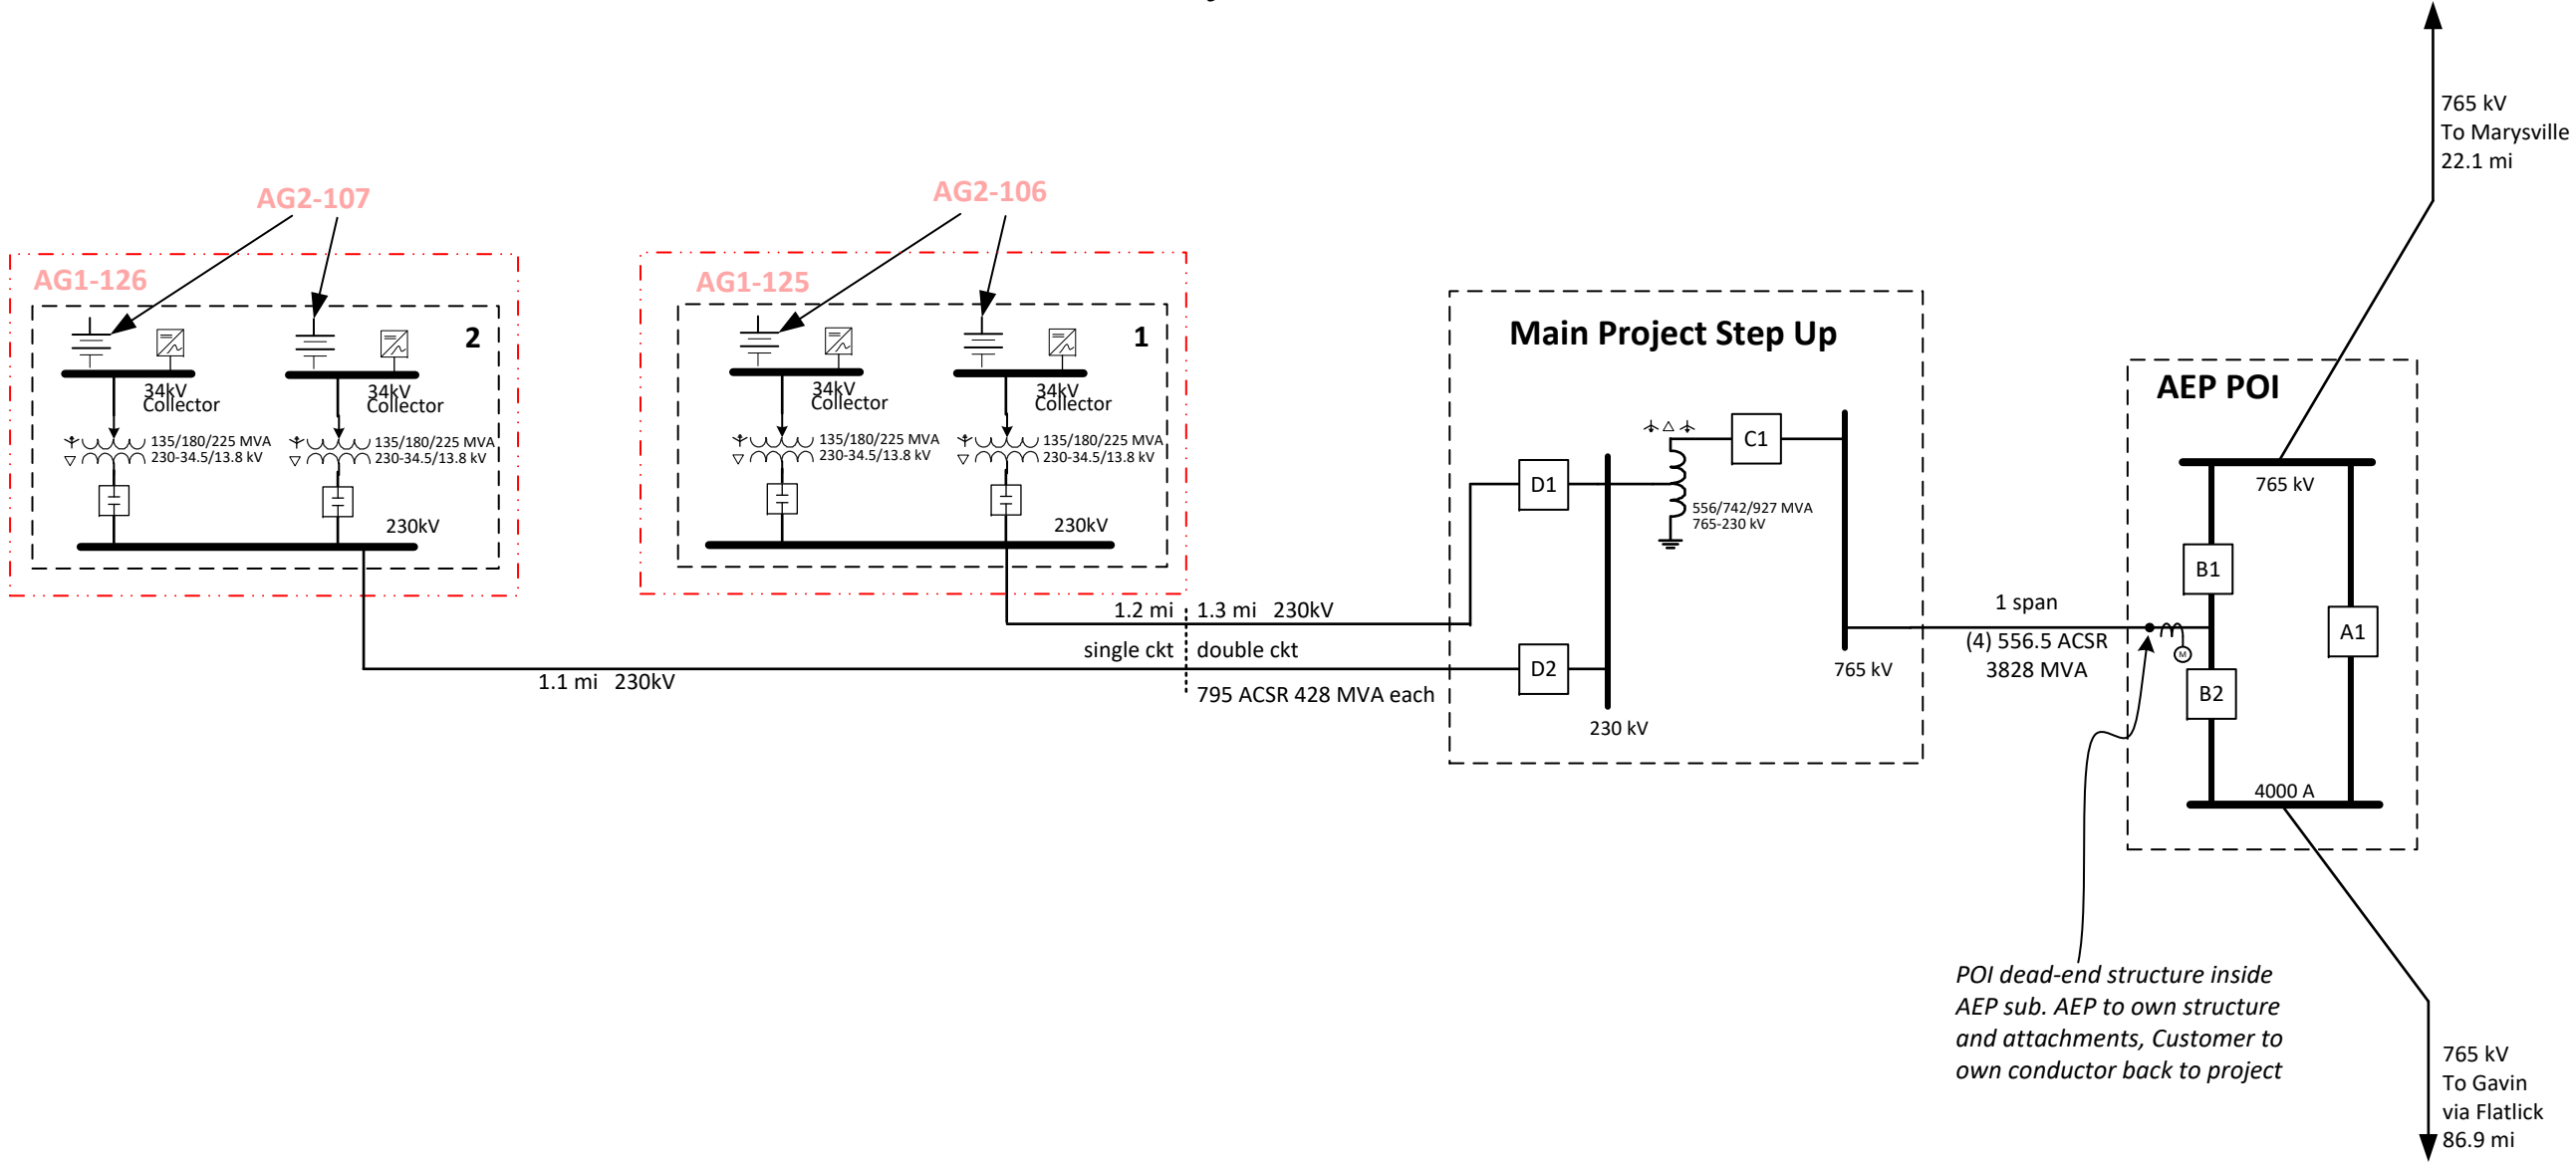 765 kV
To Marysville
22.1 mi
AG2-107
AG2-106
AG1-126
AG1-125
2
1
34kV
Collector
34kV
Collector
34kV
Collector
34kV
Collector
135/180/225 MVA
230-34.5/13.8 kV
135/180/225 MVA
230-34.5/13.8 kV
135/180/225 MVA
230-34.5/13.8 kV
135/180/225 MVA
230-34.5/13.8 kV
230kV
230kV
Main Project Step Up
C1
D1
556/742/927 MVA
765-230 kV
D2
230 kV
765 kV
1.2 mi
1.3 mi 230kV
single ckt
double ckt
1.1 mi 230kV
795 ACSR 428 MVA each
1 span
(4) 556.5 ACSR
3828 MVA
AEP POI
765 kV
B1
A1
M
B2
4000 A
POI dead-end structure inside
AEP sub. AEP to own structure
and attachments, Customer to
own conductor back to project
765 kV
To Gavin
via Flatlick
86.9 mi